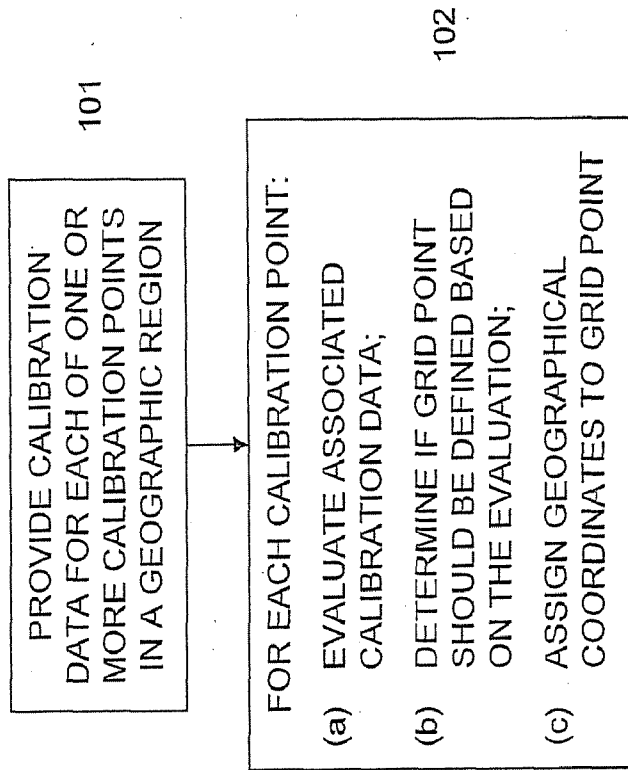 PROVIDE CALIBRATION
DATA FOR EACH OF ONE OR
MORE CALIBRATION POINTS
IN A GEOGRAPHIC REGION
101
FOR EACH CALIBRATION POINT:
(a) EVALUATE ASSOCIATED
CALIBRATION DATA;
(b) DETERMINE IF GRID POINT
SHOULD BE DEFINED BASED
ON THE EVALUATION;
(c) ASSIGN GEOGRAPHICAL
COORDINATES TO GRID POINT
102